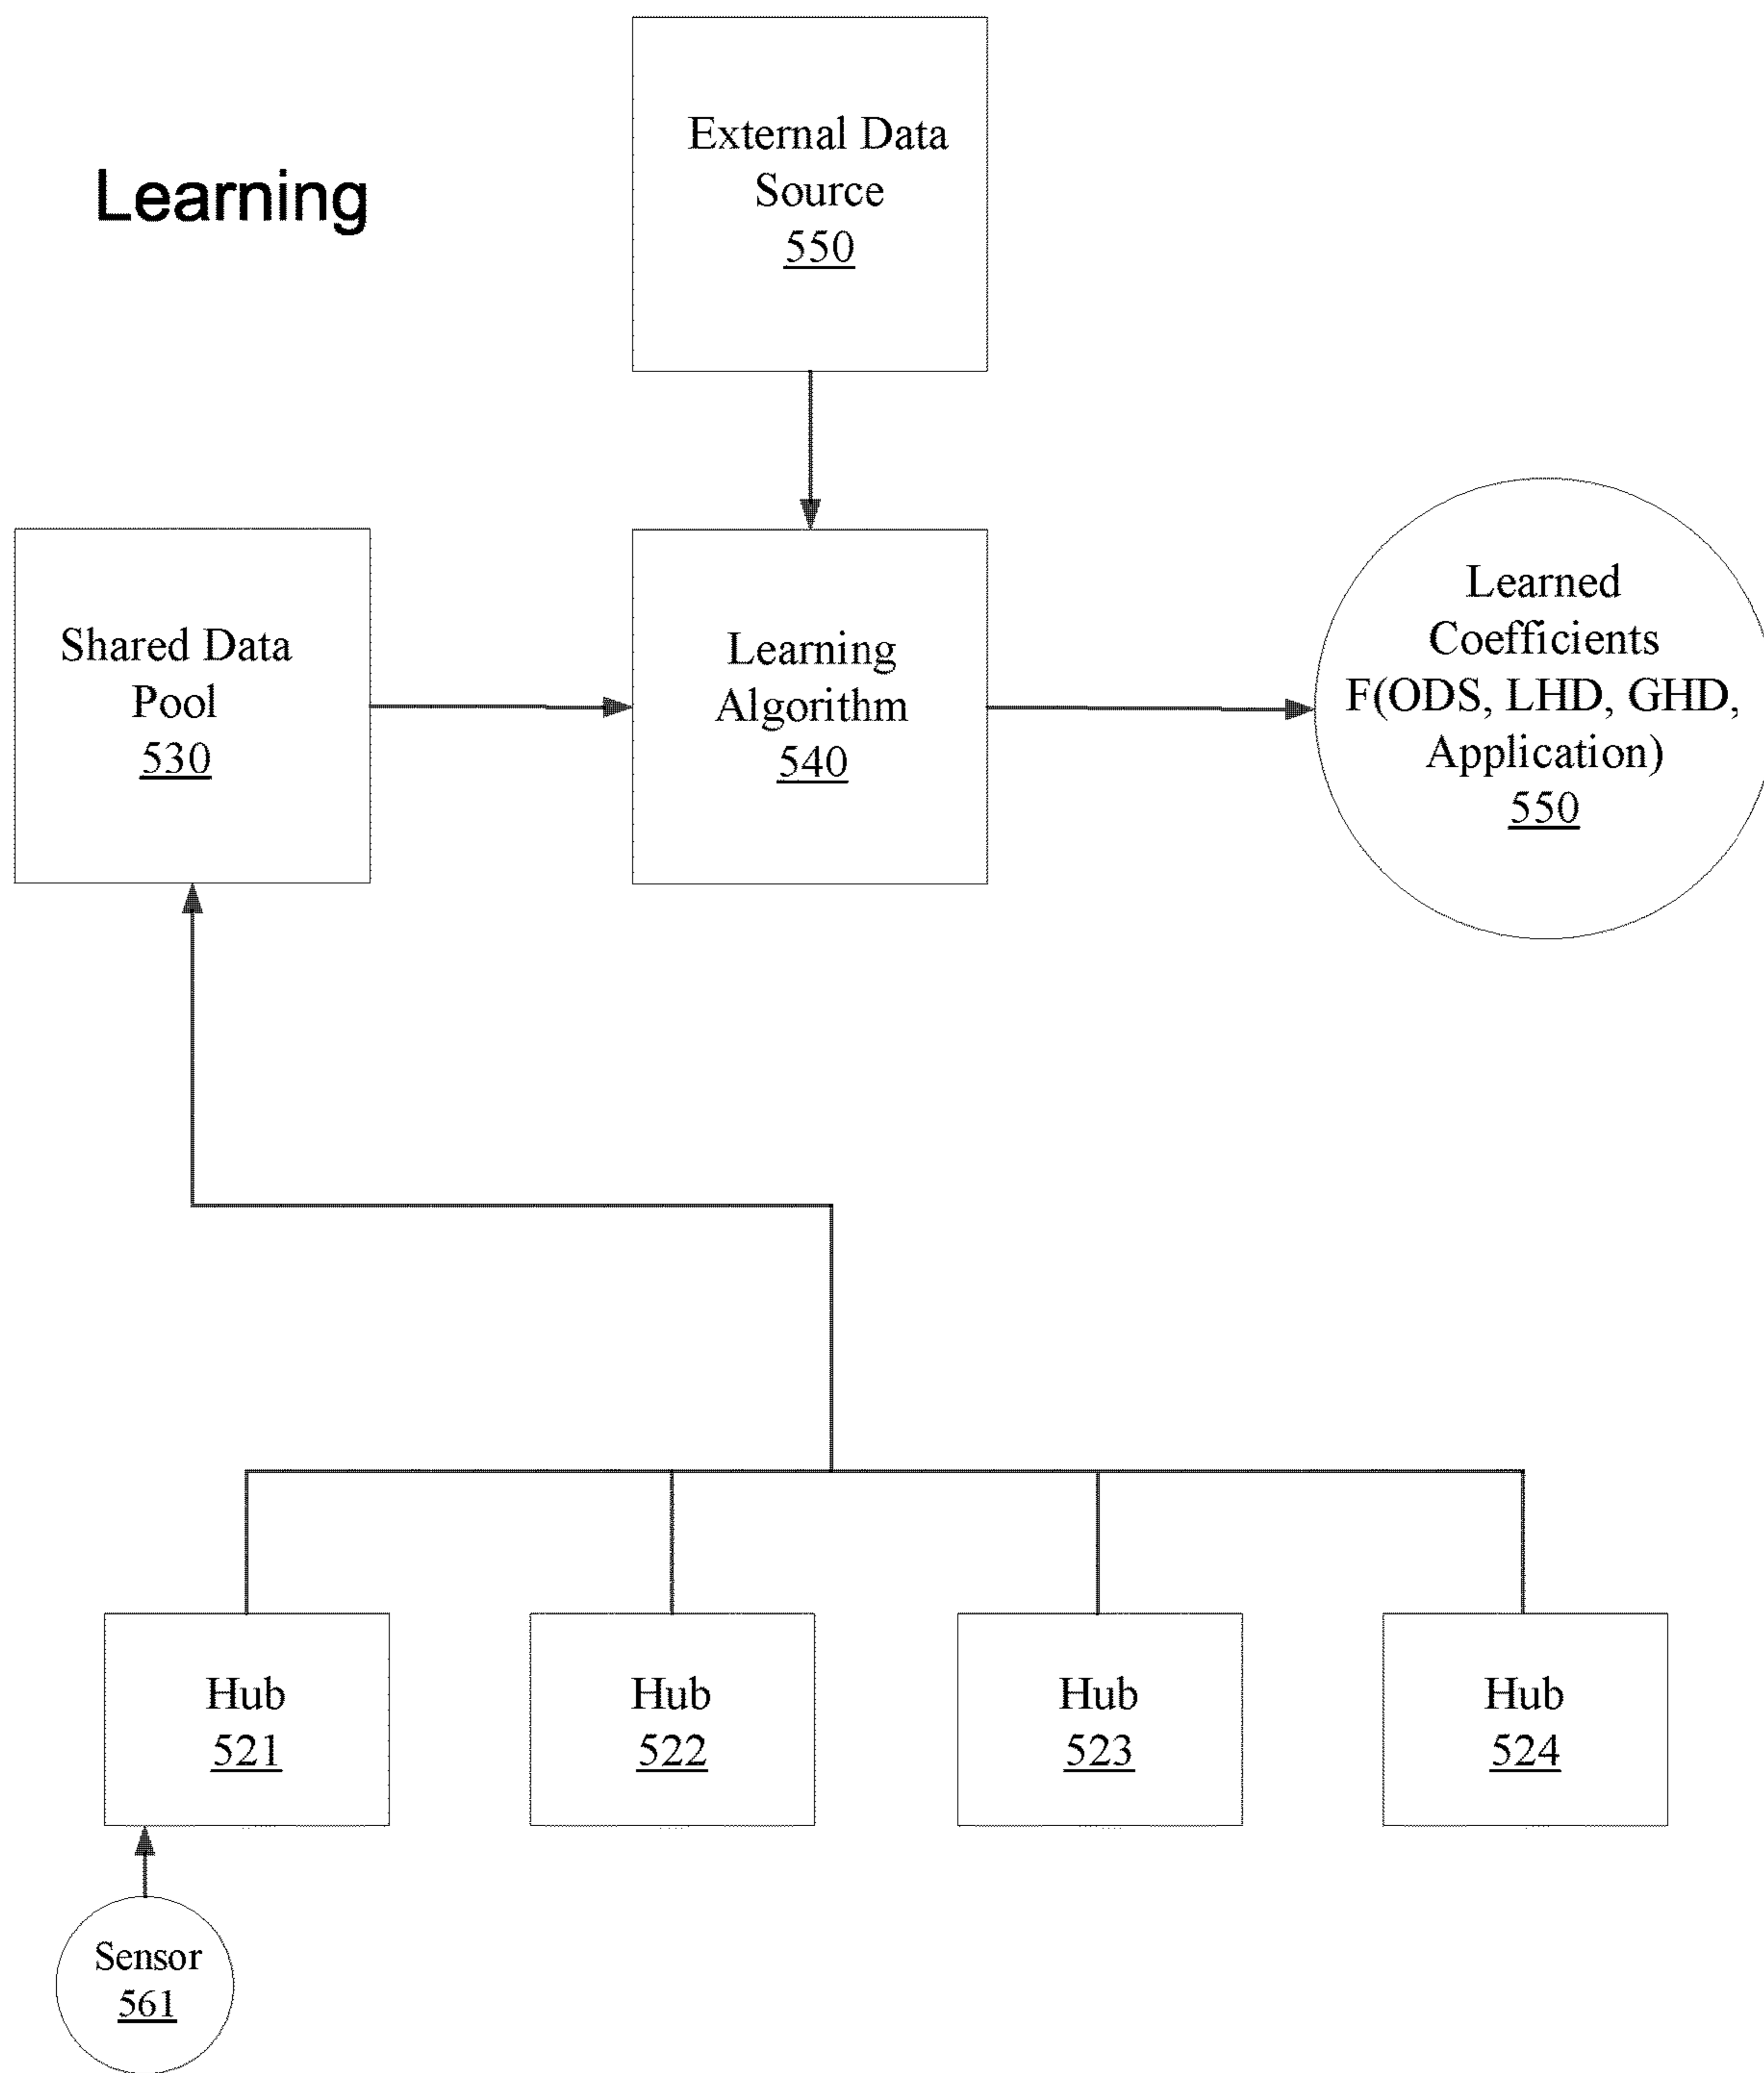 Learning
External Data
Source
550
Shared Data
Pool
530
Learning
Algorithm
540
Learned
Coefficients
F(ODS, LHD, GHD,
Application)
550
Hub
521
Hub
522
Hub
523
Hub
524
Sensor
561